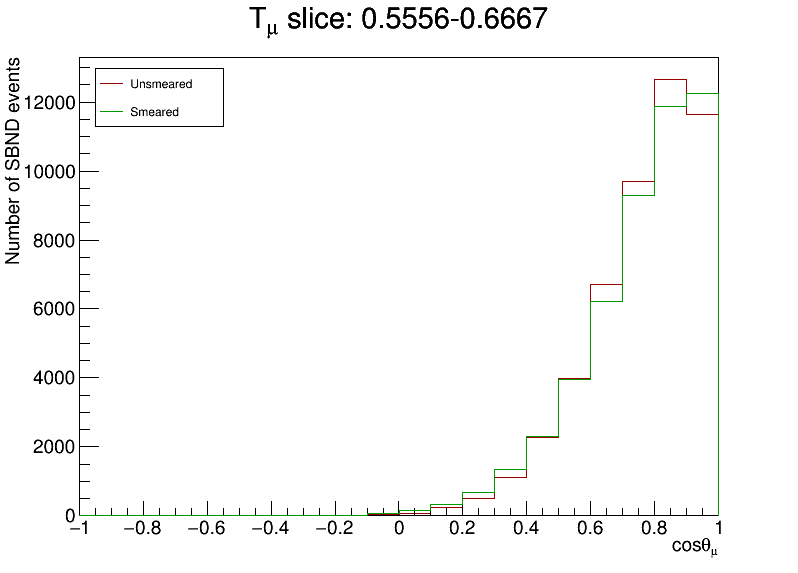 Tμ slice: 0.5556-0.6667
Number of SBND events
Unsmeared
Smeared
12000
10000
8000
6000
4000
2000
0
−1 −0.8 −0.6 −0.4 −0.2 0 0.2 0.4 0.6 0.8 1
cosθμ